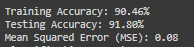 Training Accuracy: 90.46%
Testing Accuracy: 91.80%
Mean Squared Error (MSE): 0.08